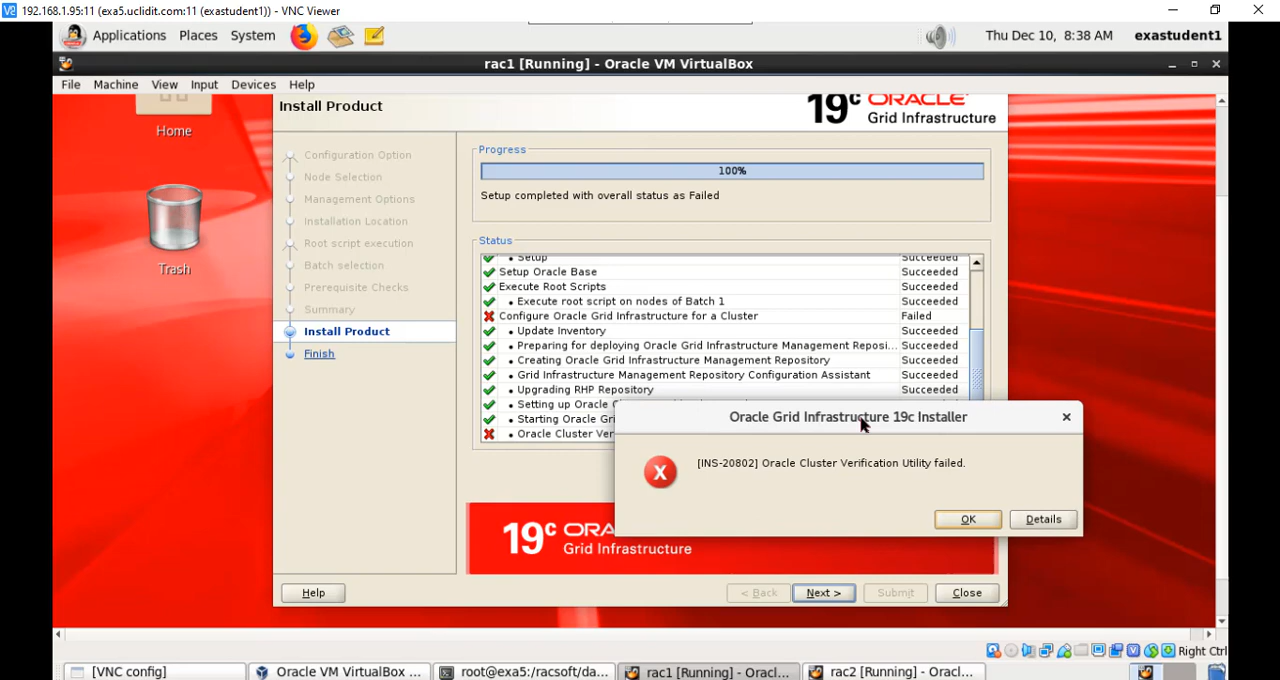 192.168.1.95:11 (exa5.uclidit.com:11 (exastudent1)) - VNC Viewer
Applications Places System Thu Dec 10, 8:38 AM exastudent1
rac1 [Running] - Oracle VM VirtualBox
File Machine View Input Devices Help
Home
Trash
Install Product
19c ORACLE
Grid Infrastructure
Configuration Option
Node Selection
Management Options
Installation Location
Root script execution
Batch selection
Prerequisite Checks
Summary
Install Product
Finish
Progress
100%
Setup completed with overall status as Failed
Status
• Setup Succeeded
Setup Oracle Base Succeeded
Execute Root Scripts Succeeded
• Execute root script on nodes of Batch 1 Succeeded
Configure Oracle Grid Infrastructure for a Cluster Failed
• Update Inventory Succeeded
• Preparing for deploying Oracle Grid Infrastructure Management Reposi... Succeeded
• Creating Oracle Grid Infrastructure Management Repository Succeeded
• Grid Infrastructure Management Repository Configuration Assistant Succeeded
• Upgrading RHP Repository Succeeded
• Setting up Oracle
• Starting Oracle Gri
• Oracle Cluster Ver
Oracle Grid Infrastructure 19c Installer
[INS-20802] Oracle Cluster Verification Utility failed.
OK Details
19c ORA
Grid Infrastructure
Help < Back Next > Submit Close
Right Ctrl
[VNC config] Oracle VM VirtualBox ... root@exa5:/racsoft/da... rac1 [Running] - Oracl... rac2 [Running] - Oracl...